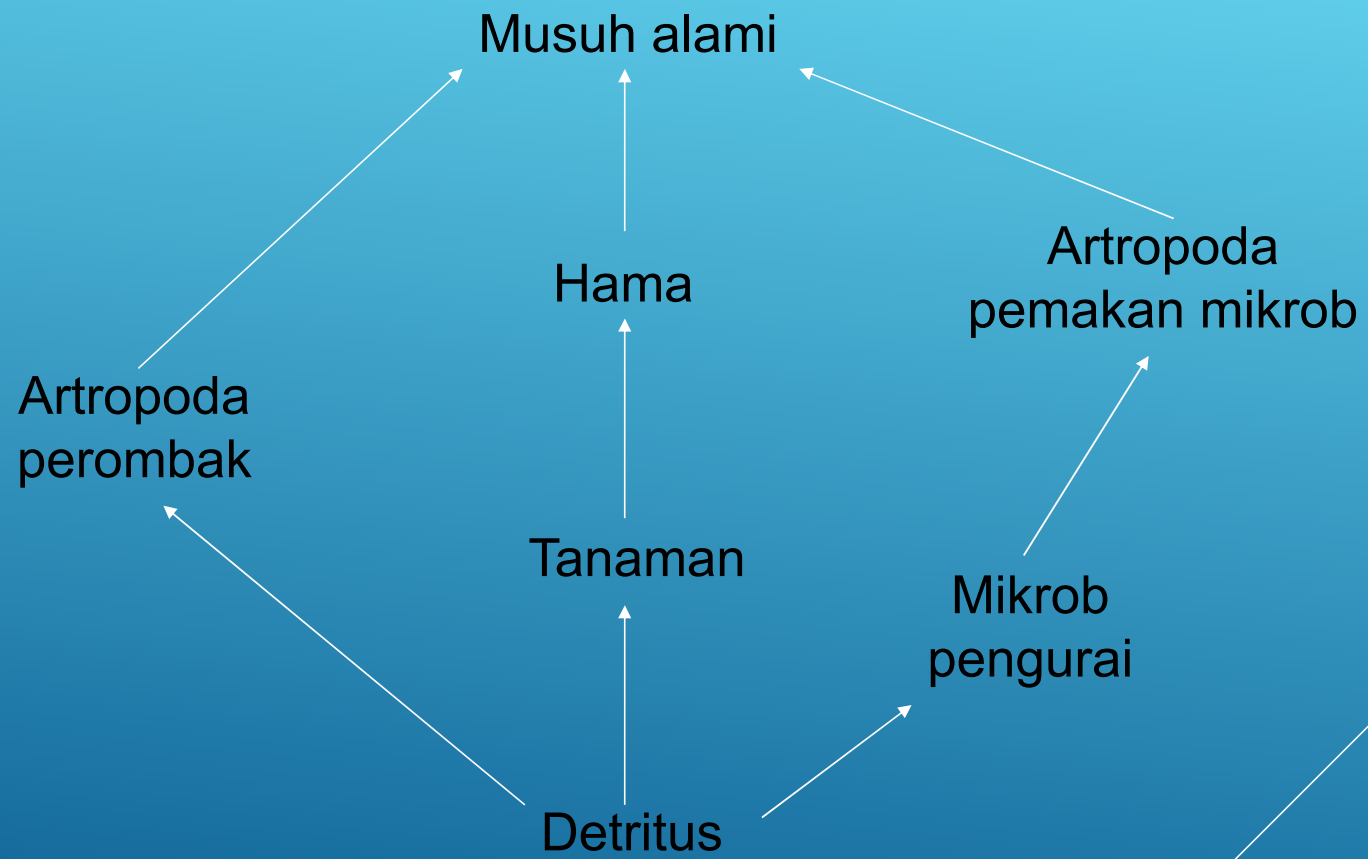 Musuh alami
Hama
Artropoda
pemakan mikrob
Artropoda
perombak
Tanaman
Mikrob
pengurai
Detritus